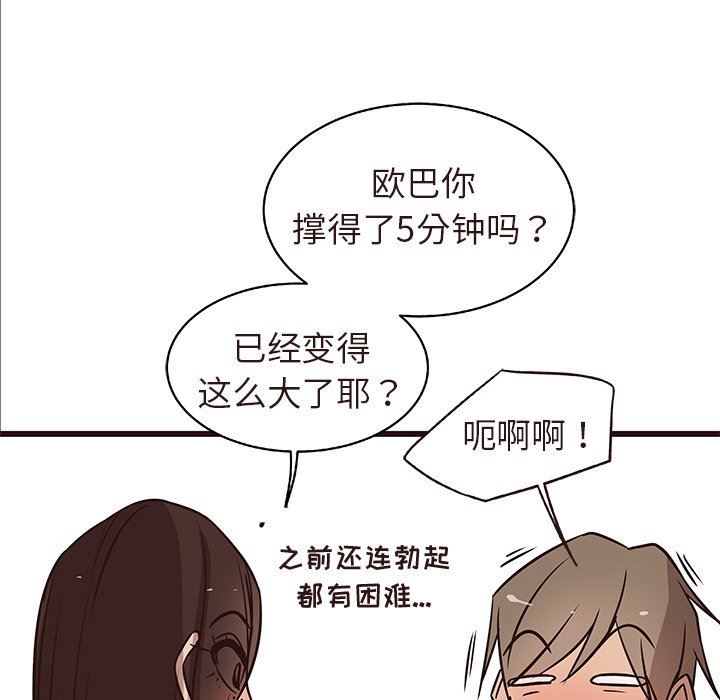 欧巴你
撑得了5分钟吗？
已经变得
这么大了耶？
呃啊啊！
之前还连勃起
都有困难...